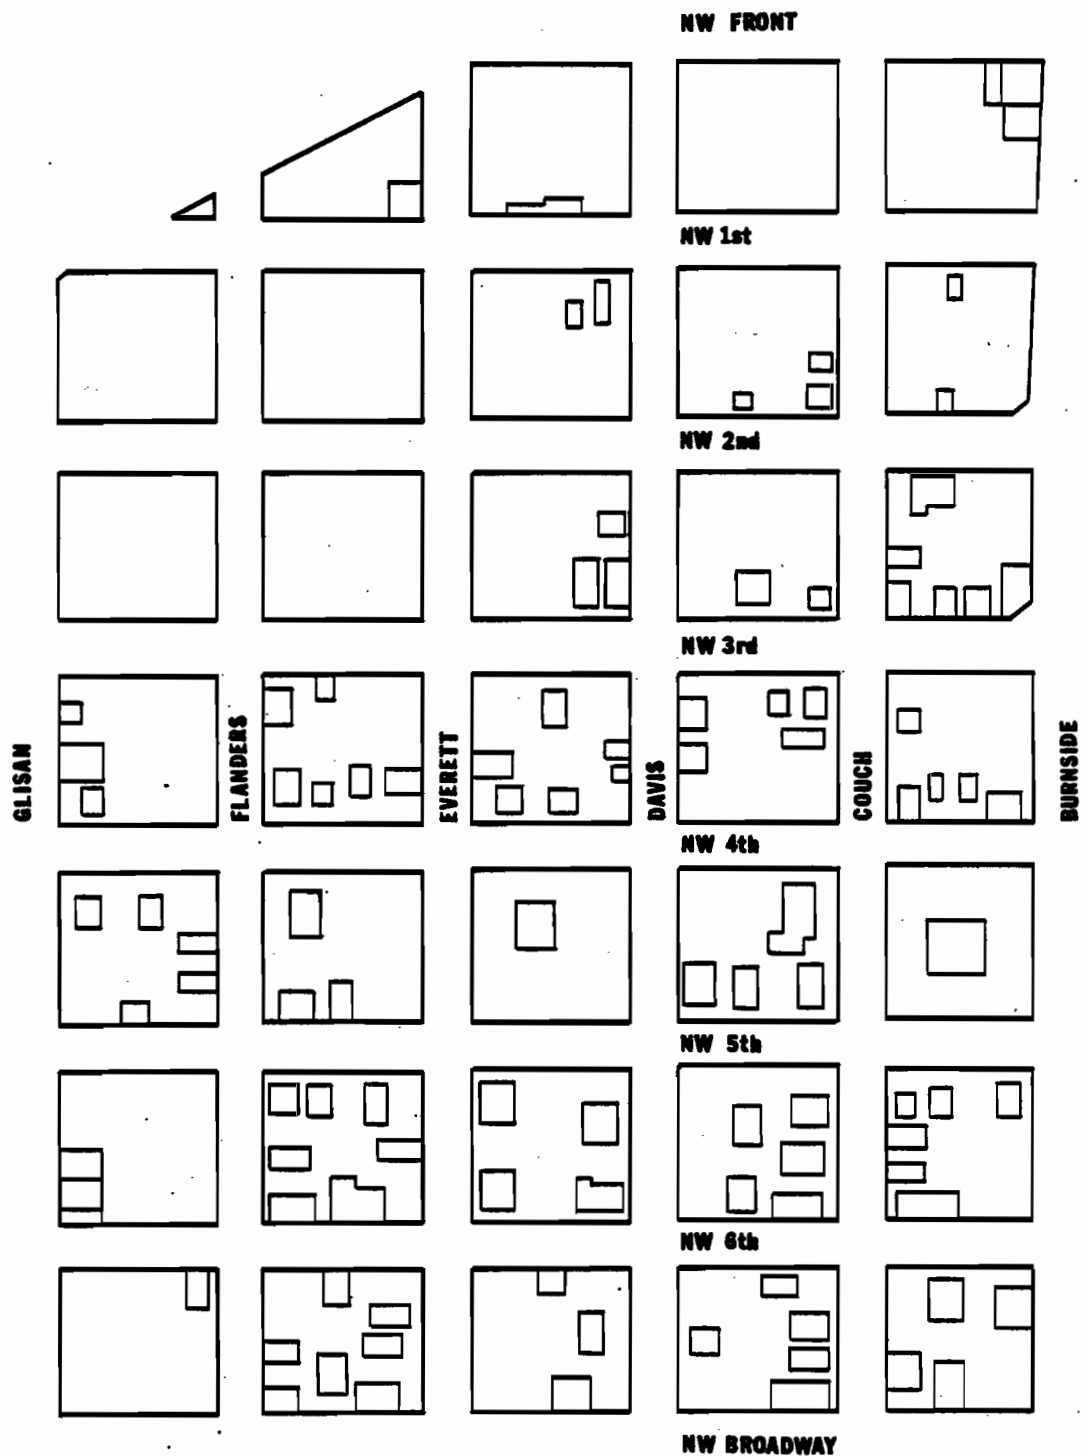 NW FRONT
NW 1st
NW 2nd
NW 3rd
GLISAN
FLANDERS
EVERETT
DAVIS
COUCH
BURNSIDE
NW 4th
NW 5th
NW 6th
NW BROADWAY